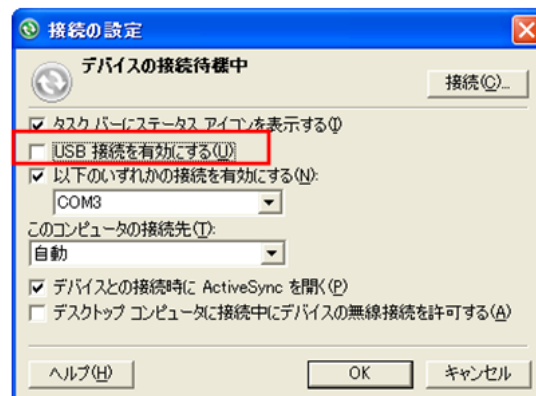 接続の設定
デバイスの接続待機中
接続(C)...
タスク バーにステータス アイコンを表示する(I)
USB 接続を有効にする(U)
以下のいずれかの接続を有効にする(N):
COM3
このコンピュータの接続先(T):
自動
デバイスとの接続時に ActiveSync を開く(P)
デスクトップ コンピュータに接続中にデバイスの無線接続を許可する(A)
ヘルプ(H)
OK
キャンセル